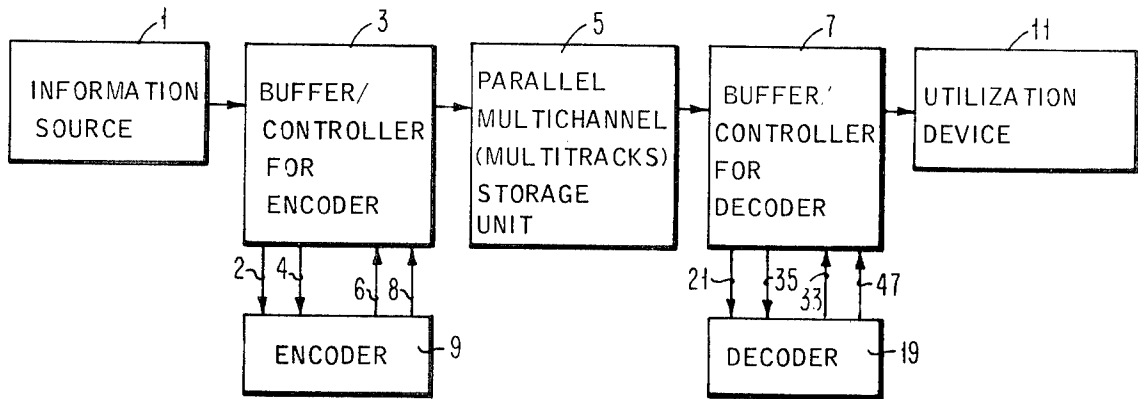 1
INFORMATION
SOURCE
3
BUFFER/
CONTROLLER
FOR
ENCODER
5
PARALLEL
MULTICHANNEL
(MULTITRACKS)
STORAGE
UNIT
7
BUFFER/
CONTROLLER
FOR
DECODER
11
UTILIZATION
DEVICE
2
4
6
8
ENCODER
9
21
35
33
47
DECODER
19